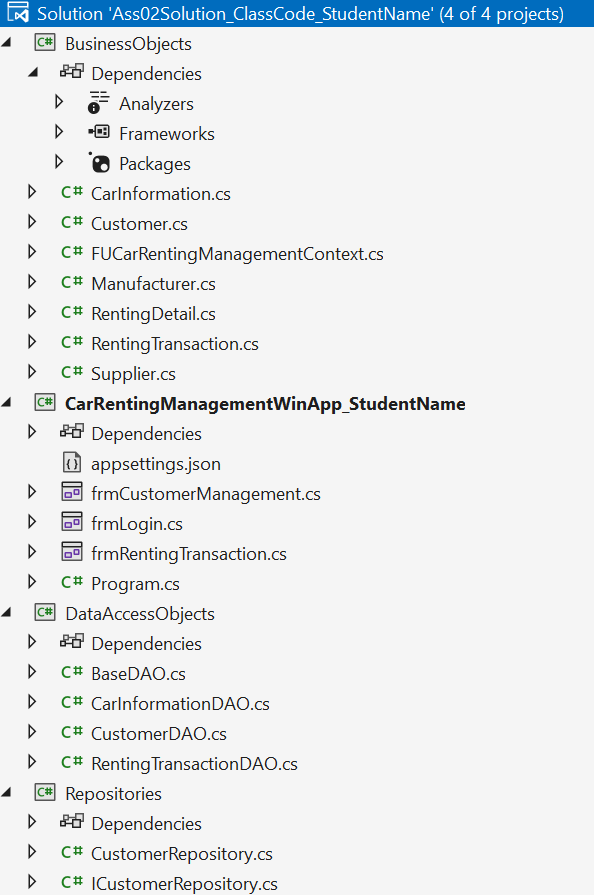 Solution 'Ass02Solution_ClassCode_StudentName' (4 of 4 projects)
C# BusinessObjects
Dependencies
Analyzers
Frameworks
Packages
C# CarInformation.cs
C# Customer.cs
C# FUCarRentingManagementContext.cs
C# Manufacturer.cs
C# RentingDetail.cs
C# RentingTransaction.cs
C# Supplier.cs
C# CarRentingManagementWinApp_StudentName
Dependencies
appsettings.json
frmCustomerManagement.cs
frmLogin.cs
frmRentingTransaction.cs
C# Program.cs
C# DataAccessObjects
Dependencies
C# BaseDAO.cs
C# CarInformationDAO.cs
C# CustomerDAO.cs
C# RentingTransactionDAO.cs
C# Repositories
Dependencies
C# CustomerRepository.cs
C# ICustomerRepository.cs